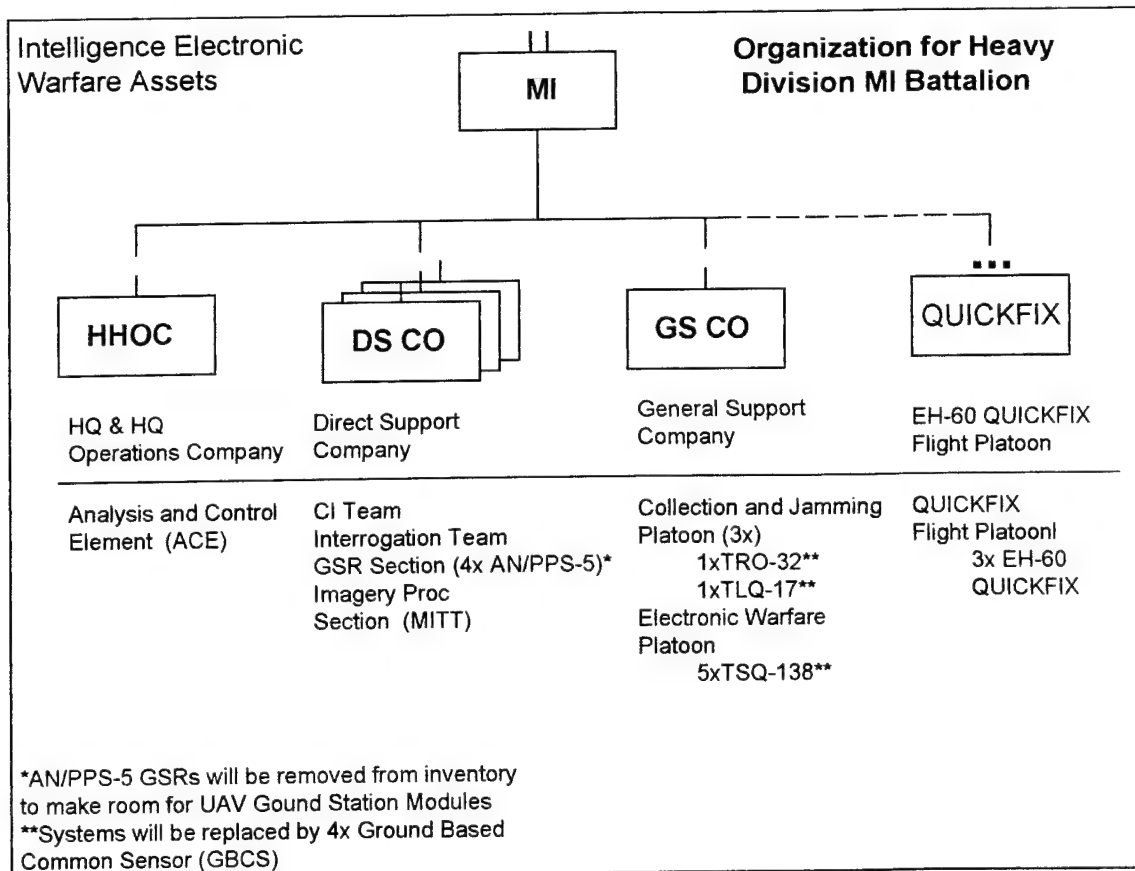 Intelligence Electronic
Warfare Assets
Organization for Heavy
Division MI Battalion
MI
HHOC
DS CO
GS CO
QUICKFIX
HQ & HQ
Operations Company
Direct Support
Company
General Support
Company
EH-60 QUICKFIX
Flight Platoon
Analysis and Control
Element (ACE)
CI Team
Interrogation Team
GSR Section (4x AN/PPS-5)*
Imagery Proc
Section (MITT)
Collection and Jamming
Platoon (3x)
1xTRO-32**
1xTLQ-17**
Electronic Warfare
Platoon
5xTSQ-138**
QUICKFIX
Flight Platoonl
3x EH-60
QUICKFIX
*AN/PPS-5 GSRs will be removed from inventory
to make room for UAV Gound Station Modules
**Systems will be replaced by 4x Ground Based
Common Sensor (GBCS)